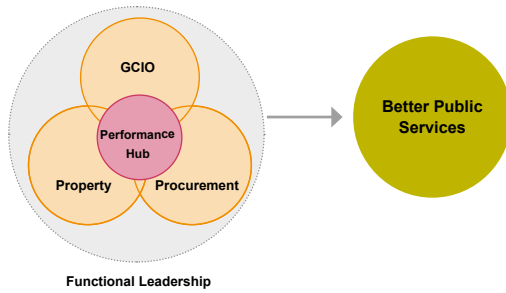 GCIO
Better Public
Services
Performance
Hub
Property
Procurement
Functional Leadership